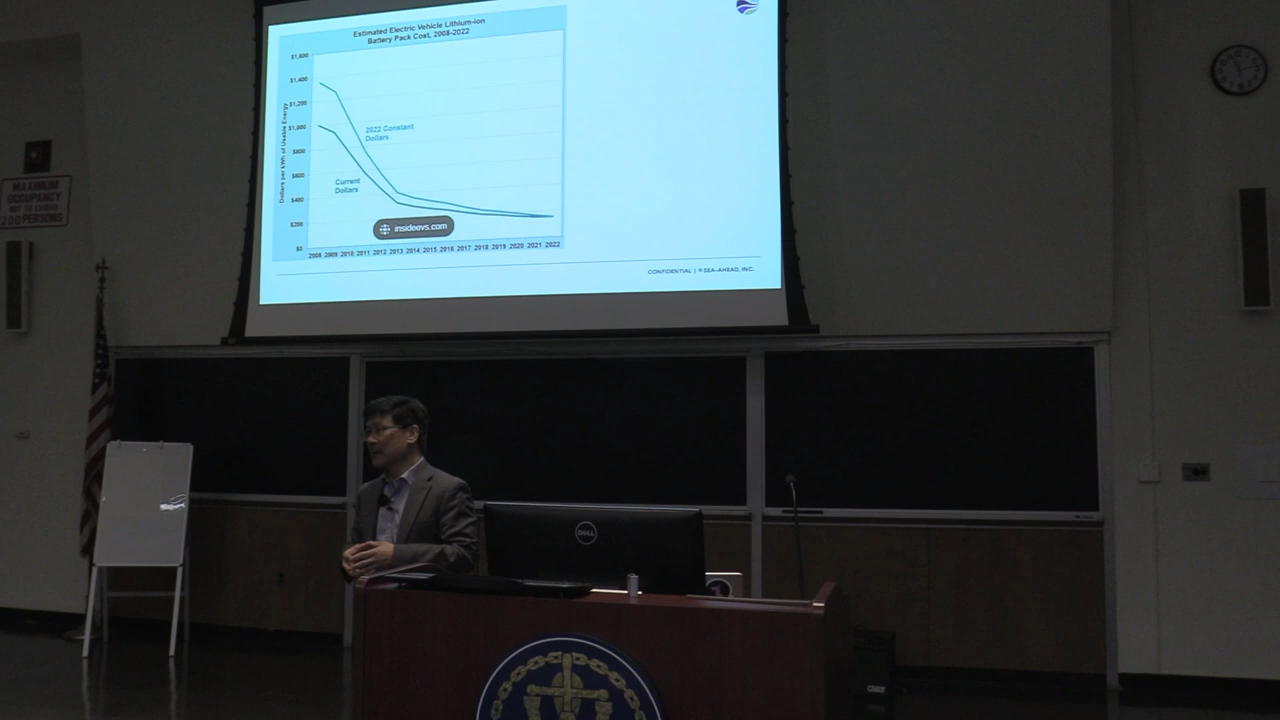 Estimated Electric Vehicle Lithium-ion
Battery Pack Cost, 2008-2022
Dollars per kWh of Usable Energy
$1,600
$1,400
$1,200
$1,000
$800
$600
$400
$200
$0
2022 Constant
Dollars
Current
Dollars
insideevs.com
2008 2009 2010 2011 2012 2013 2014 2015 2016 2017 2018 2019 2020 2021 2022
CONFIDENTIAL | © SEA-AHEAD, INC.
MAXIMUM
OCCUPANCY
NOT TO EXCEED
200 PERSONS
DELL